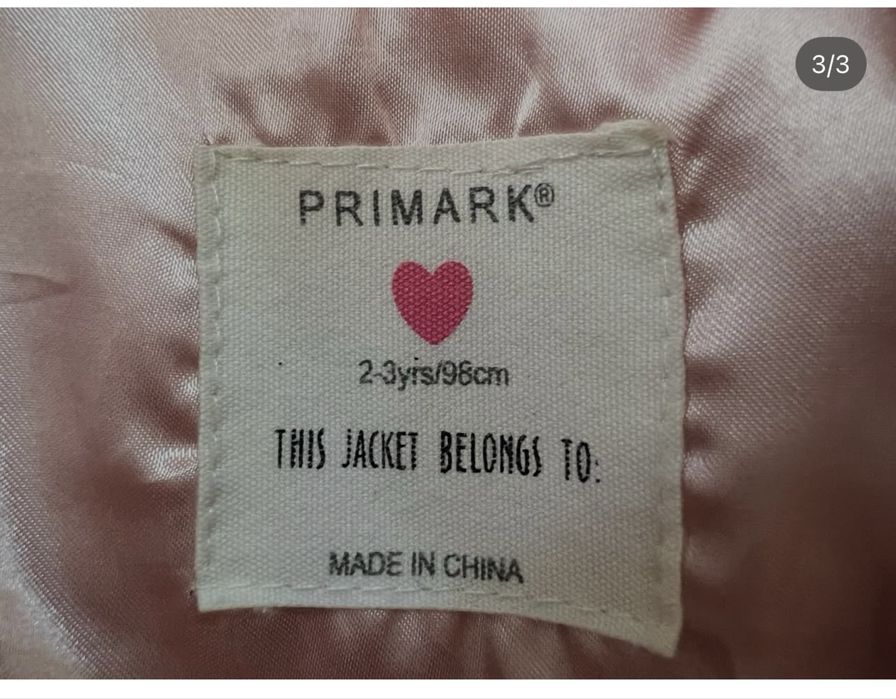 3/3
PRIMARK®
2-3yrs/98cm
THIS JACKET BELONGS TO:
MADE IN CHINA